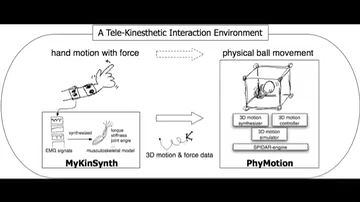 A Tele-Kinesthetic Interaction Environment
hand motion with force
physical ball movement
synthesized
torque
stiffness
joint angle
EMG signals
musculoskeletal model
MyKinSynth
3D motion & force data
3D motion
synthesizer
3D motion
controller
3D motion
simulator
SPIDAR-engine
PhyMotion